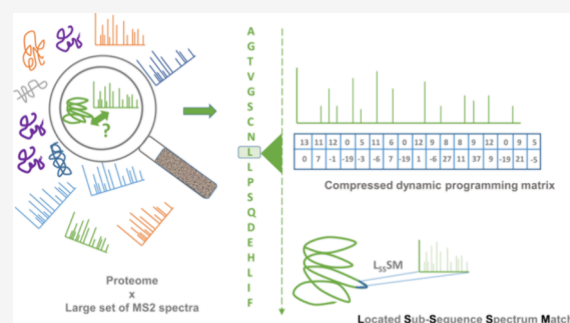 ?
Proteome
x
Large set of MS2 spectra
A
G
T
V
G
S
C
N
L
L
P
S
Q
D
E
H
L
I
F
13 11 12 0 5 11 6 0 12 9 8 8 9 12 0 9 5
0 7 -1 -19 -3 -6 7 -19 1 -6 27 11 37 9 -19 21 -5
Compressed dynamic programming matrix
LSSSM
Located Sub-Sequence Spectrum Match